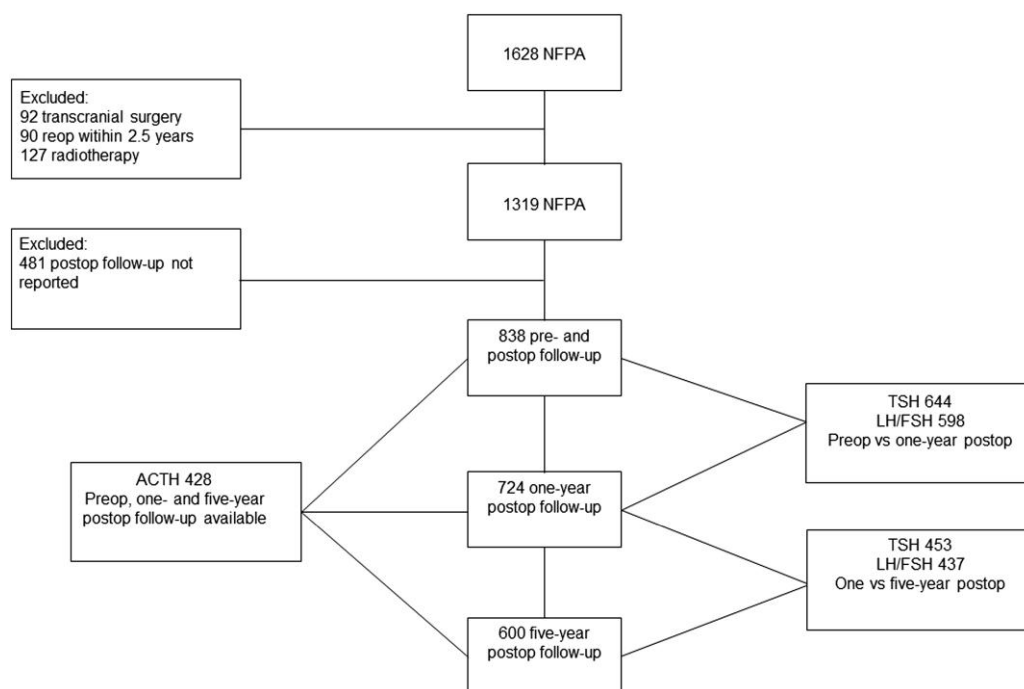 1628 NFPA
Excluded:
92 transcranial surgery
90 reop witihin 2.5 years
127 radiotherapy
1319 NFPA
Excluded:
481 postop follow-up not
reported
838 pre- and
postop follow-up
TSH 644
LH/FSH 598
Preop vs one-year postop
ACTH 428
Preop, one- and five-year
postop follow-up available
724 one-year
postop follow-up
TSH 453
LH/FSH 437
One vs five-year postop
600 five-year
postop follow-up